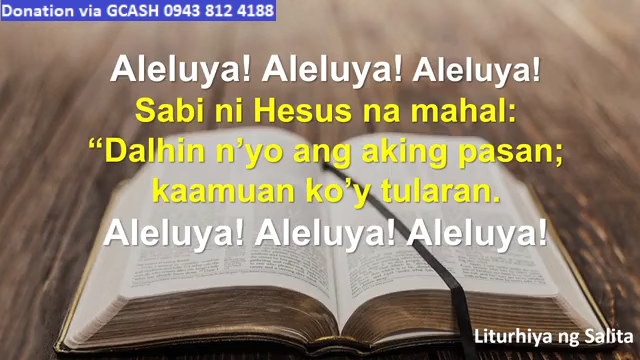 Donation via GCASH 0943 812 4188
Aleluya! Aleluya! Aleluya!
Sabi ni Hesus na mahal:
“Dalhin n’yo ang aking pasan;
kaamuan ko’y tularan.
Aleluya! Aleluya! Aleluya!
Liturhiya ng Salita